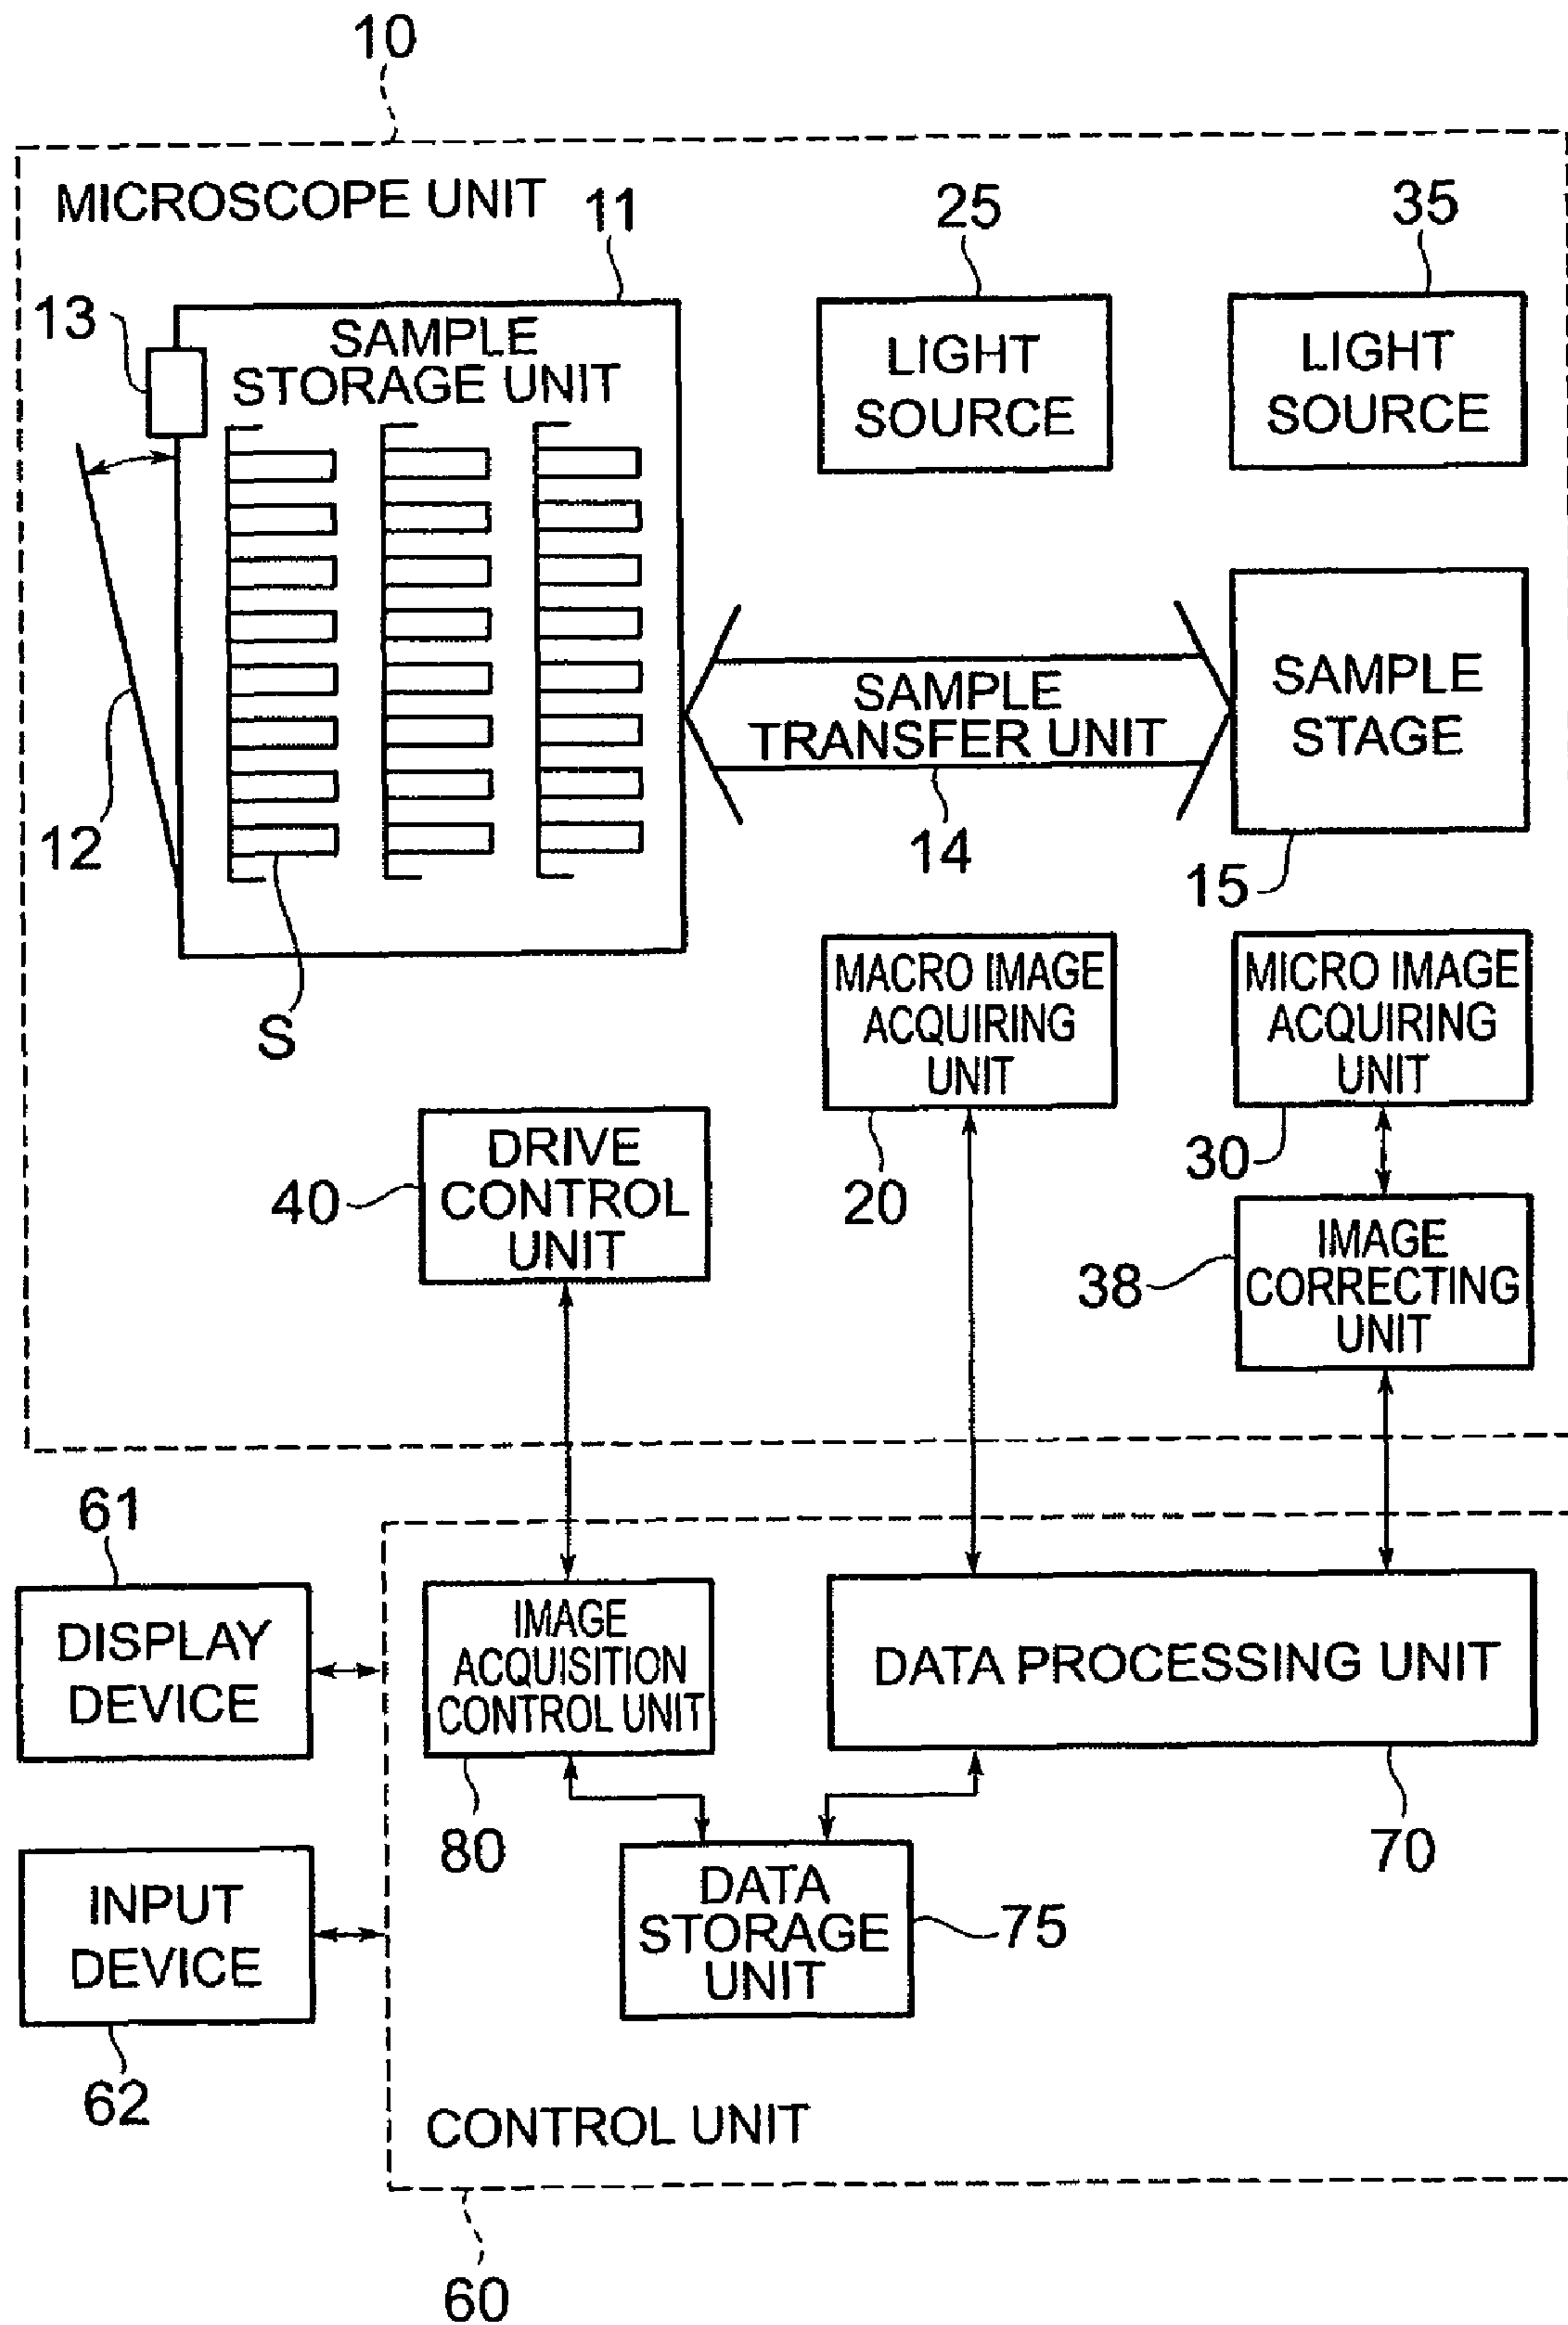 10
MICROSCOPE UNIT
11
25
35
13
SAMPLE
STORAGE UNIT
LIGHT
SOURCE
LIGHT
SOURCE
SAMPLE
TRANSFER UNIT
SAMPLE
STAGE
12
14
15
S
MACRO IMAGE
ACQUIRING
UNIT
MICRO IMAGE
ACQUIRING
UNIT
DRIVE
CONTROL
UNIT
40
20
30
38
IMAGE
CORRECTING
UNIT
61
DISPLAY
DEVICE
IMAGE
ACQUISITION
CONTROL UNIT
DATA PROCESSING UNIT
80
70
INPUT
DEVICE
DATA
STORAGE
UNIT
75
62
CONTROL UNIT
60